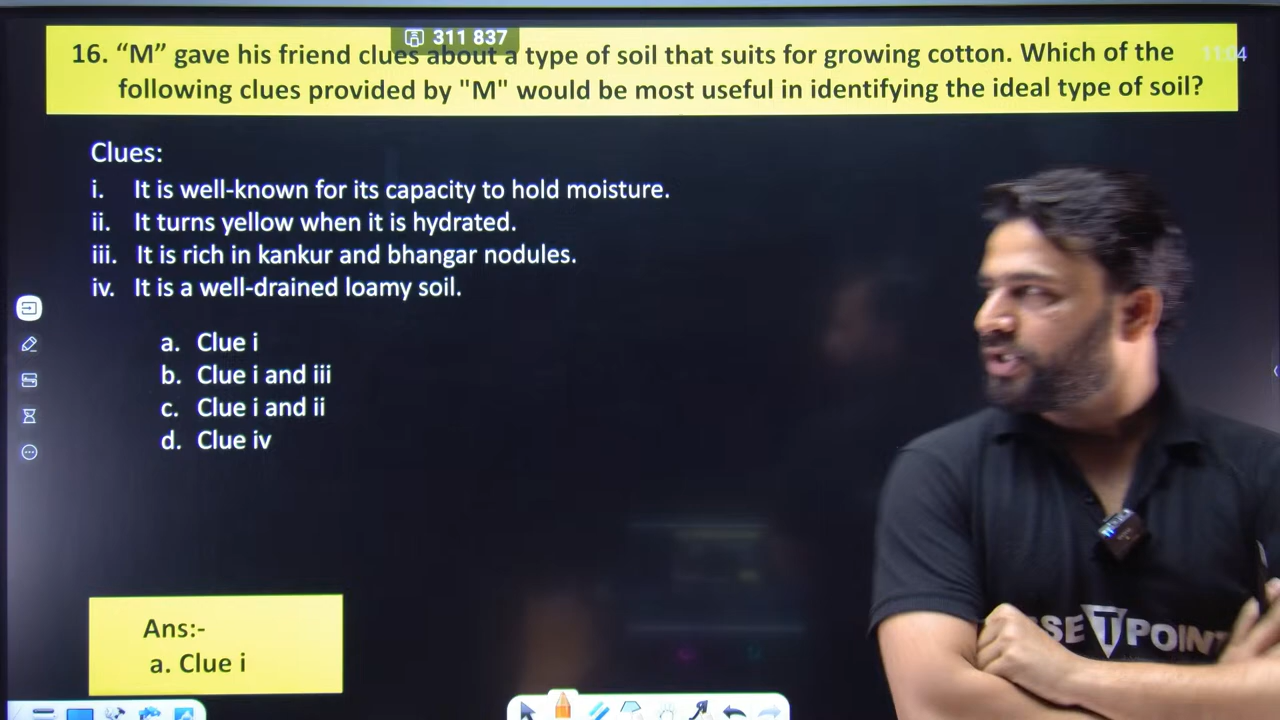 311 837
16. “M” gave his friend clues about a type of soil that suits for growing cotton. Which of the
11:04
following clues provided by "M" would be most useful in identifying the ideal type of soil?
Clues:
i. It is well-known for its capacity to hold moisture.
ii. It turns yellow when it is hydrated.
iii. It is rich in kankur and bhangar nodules.
iv. It is a well-drained loamy soil.
a. Clue i
b. Clue i and iii
c. Clue i and ii
d. Clue iv
Ans:-
a. Clue i
SE T POINT